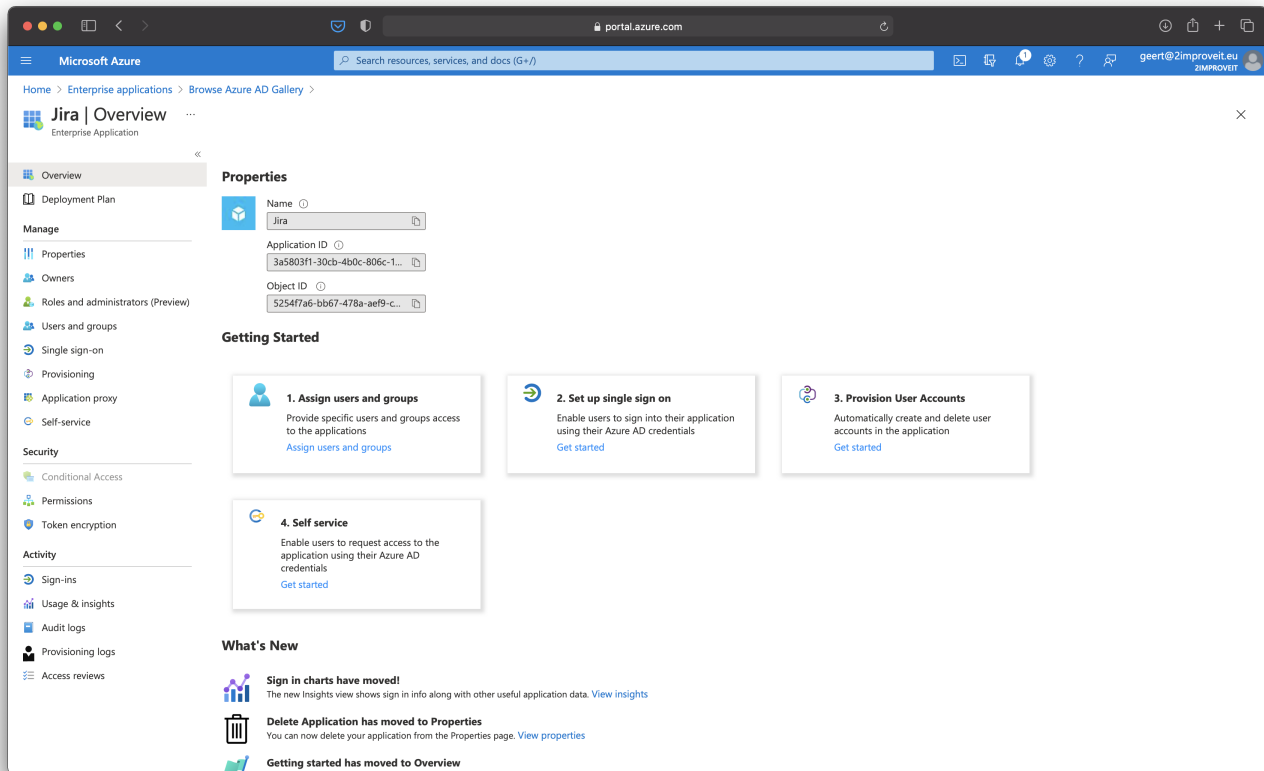 portal.azure.com
Microsoft Azure
Search resources, services, and docs (G+/)
1
geert@2improveit.eu
2IMPROVEIT
Home > Enterprise applications > Browse Azure AD Gallery >
Jira | Overview ...
Enterprise Application
«
Overview
Deployment Plan
Manage
Properties
Owners
Roles and administrators (Preview)
Users and groups
Single sign-on
Provisioning
Application proxy
Self-service
Security
Conditional Access
Permissions
Token encryption
Activity
Sign-ins
Usage & insights
Audit logs
Provisioning logs
Access reviews
Properties
Name
Jira
Application ID
3a5803f1-30cb-4b0c-806c-1...
Object ID
5254f7a6-bb67-478a-aef9-c...
Getting Started
1. Assign users and groups
Provide specific users and groups access
to the applications
Assign users and groups
2. Set up single sign on
Enable users to sign into their application
using their Azure AD credentials
Get started
3. Provision User Accounts
Automatically create and delete user
accounts in the application
Get started
4. Self service
Enable users to request access to the
application using their Azure AD
credentials
Get started
What's New
Sign in charts have moved!
The new Insights view shows sign in info along with other useful application data. View insights
Delete Application has moved to Properties
You can now delete your application from the Properties page. View properties
Getting started has moved to Overview